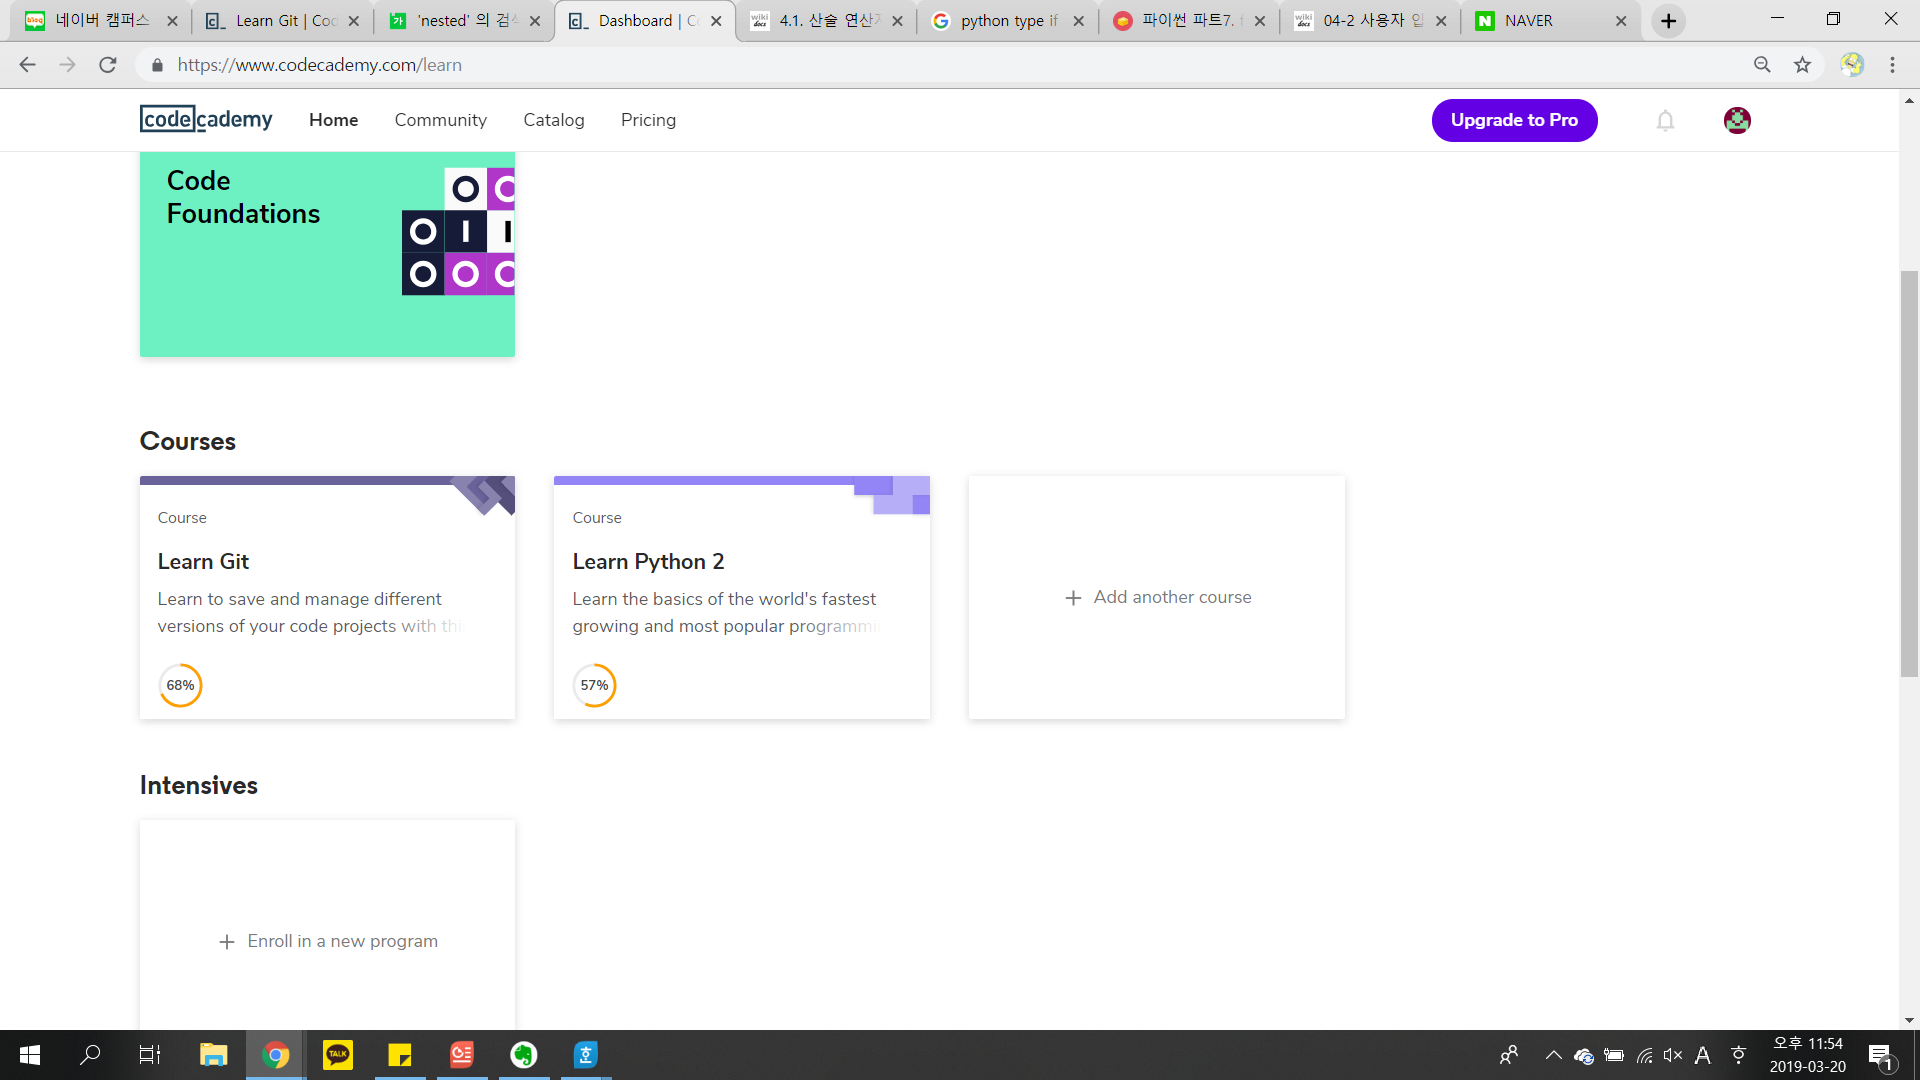 네이버 캠퍼스
Learn Git | Coc
'nested' 의 검색
Dashboard | C
4.1. 산술 연산자
python type if
파이썬 파트7.
04-2 사용자 입
NAVER
https://www.codecademy.com/learn
codecademy
Home
Community
Catalog
Pricing
Upgrade to Pro
Code
Foundations
Courses
Course
Learn Git
Learn to save and manage different
versions of your code projects with thi
68%
Course
Learn Python 2
Learn the basics of the world's fastest
growing and most popular programmi
57%
+ Add another course
Intensives
+ Enroll in a new program
TALK
A
오후 11:54
2019-03-20
1